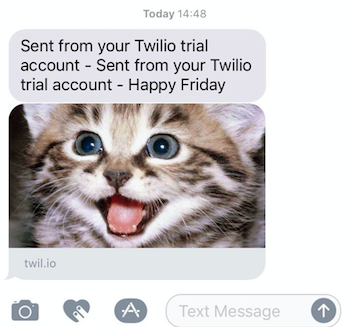 Today 14:48
Sent from your Twilio trial
account - Sent from your Twilio
trial account - Happy Friday
twil.io
Text Message